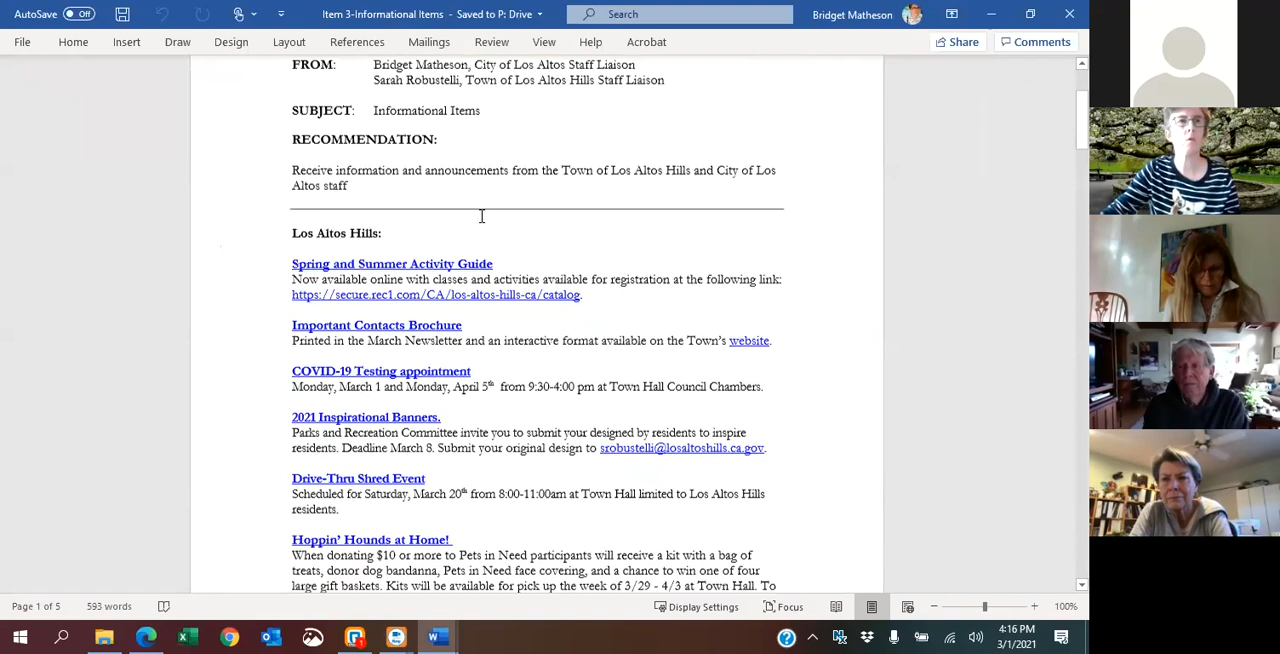 AutoSave Off Item 3-Informational Items - Saved to P: Drive Search Bridget Matheson
File Home Insert Draw Design Layout References Mailings Review View Help Acrobat Share Comments
FROM: Bridget Matheson, City of Los Altos Staff Liaison
Sarah Robustelli, Town of Los Altos Hills Staff Liaison
SUBJECT: Informational Items
RECOMMENDATION:
Receive information and announcements from the Town of Los Altos Hills and City of Los
Altos staff
Los Altos Hills:
Spring and Summer Activity Guide
Now available online with classes and activities available for registration at the following link:
https://secure.rec1.com/CA/los-altos-hills-ca/catalog.
Important Contacts Brochure
Printed in the March Newsletter and an interactive format available on the Town's website.
COVID-19 Testing appointment
Monday, March 1 and Monday, April 5th from 9:30-4:00 pm at Town Hall Council Chambers.
2021 Inspirational Banners.
Parks and Recreation Committee invite you to submit your designed by residents to inspire
residents. Deadline March 8. Submit your original design to srobustelli@losaltoshills.ca.gov.
Drive-Thru Shred Event
Scheduled for Saturday, March 20th from 8:00-11:00am at Town Hall limited to Los Altos Hills
residents.
Hoppin' Hounds at Home!
When donating $10 or more to Pets in Need participants will receive a kit with a bag of
treats, donor dog bandanna, Pets in Need face covering, and a chance to win one of four
large gift baskets. Kits will be available for pick up the week of 3/29 - 4/3 at Town Hall. To
Page 1 of 5 593 words Display Settings Focus 100%
4:16 PM
3/1/2021